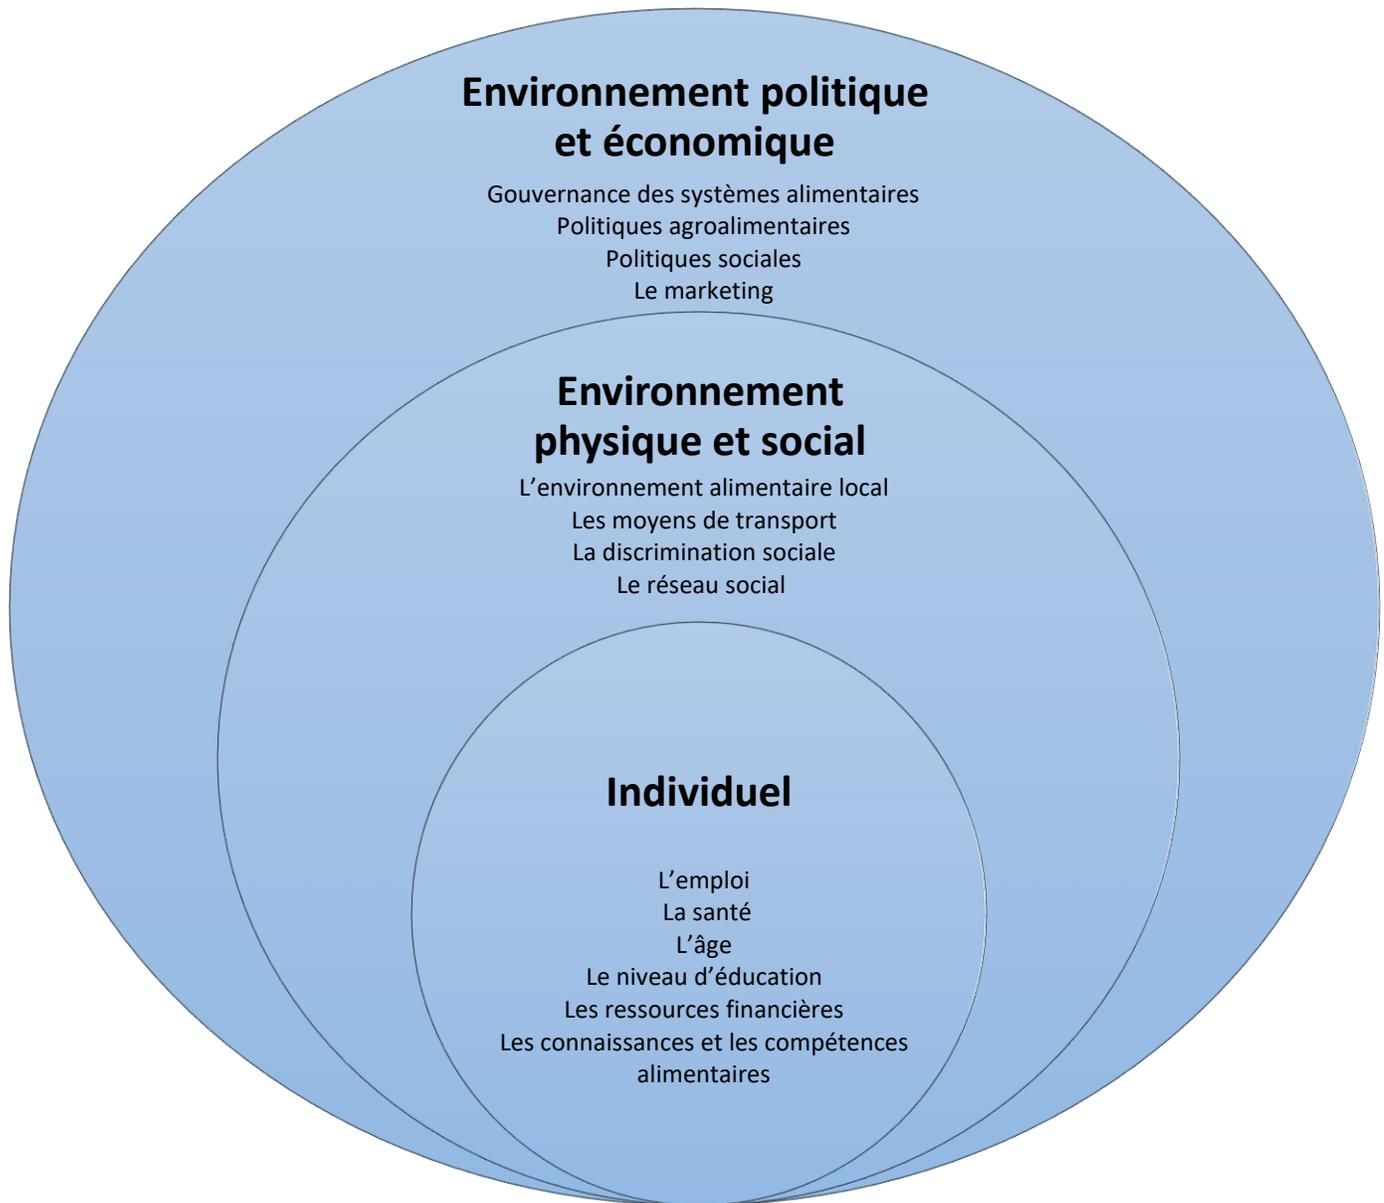 Environnement politique
et économique
Gouvernance des systèmes alimentaires
Politiques agroalimentaires
Politiques sociales
Le marketing
Environnement
physique et social
L’environnement alimentaire local
Les moyens de transport
La discrimination sociale
Le réseau social
Individuel
L’emploi
La santé
L’âge
Le niveau d’éducation
Les ressources financières
Les connaissances et les compétences
alimentaires